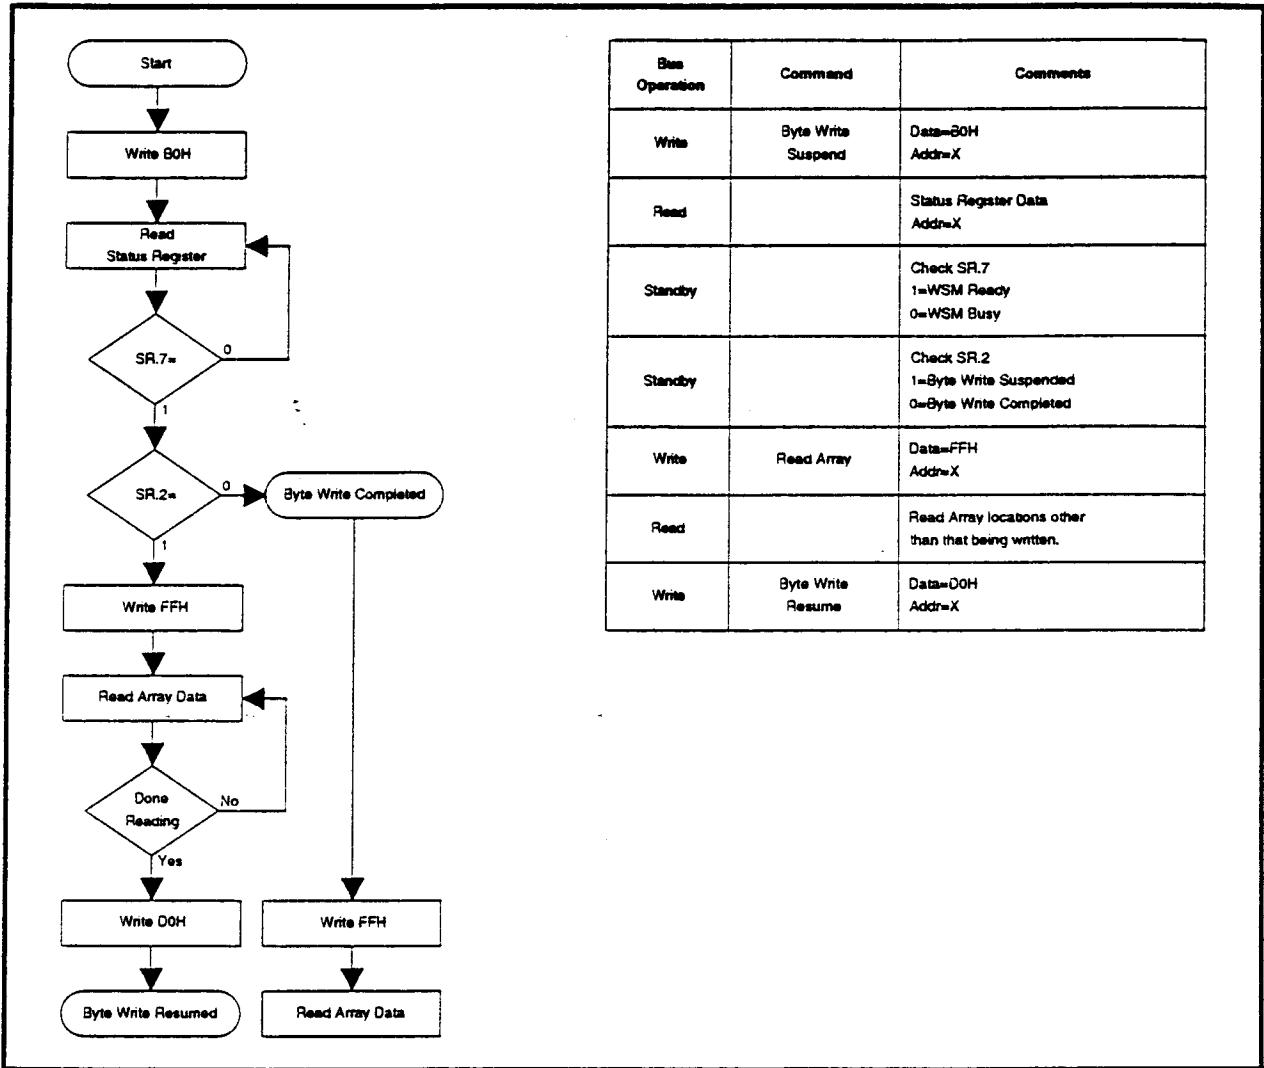 Start
Write B0H
Read
Status Register
SR.7=
0
1
SR.2=
0
Byte Write Completed
1
Write FFH
Read Array Data
Done
Reading
No
Yes
Write D0H
Write FFH
Byte Write Resumed
Read Array Data
Bus
Operation
Command
Comments
Write
Byte Write
Suspend
Data=B0H
Addr=X
Read
Status Register Data
Addr=X
Standby
Check SR.7
1=WSM Ready
0=WSM Busy
Standby
Check SR.2
1=Byte Write Suspended
0=Byte Write Completed
Write
Read Array
Data=FFH
Addr=X
Read
Read Array locations other
than that being written.
Write
Byte Write
Resume
Data=D0H
Addr=X